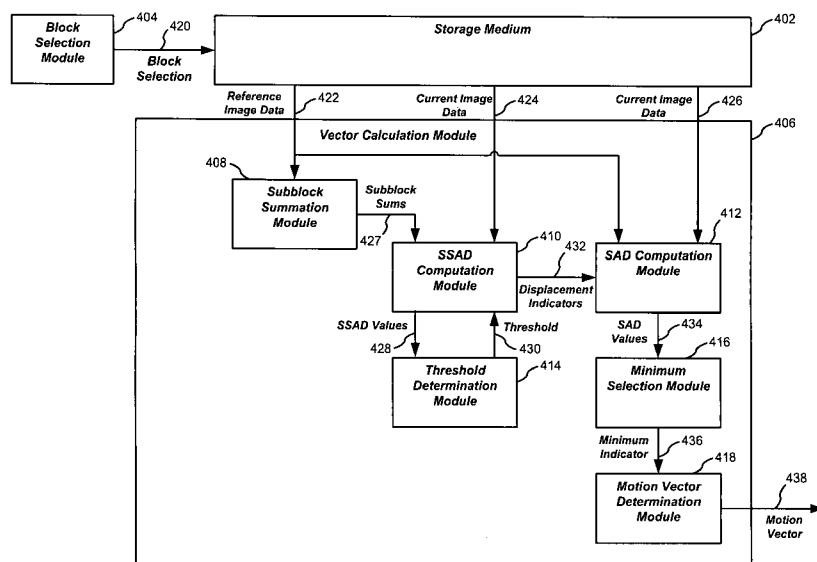 Block
Selection
Module
404
420
Block
Selection
Storage Medium
402
Reference
Image Data
422
Current Image
Data
424
Current Image
Data
426
406
Vector Calculation Module
408
Subblock
Summation
Module
Subblock
Sums
427
410
SSAD
Computation
Module
432
Displacement
Indicators
412
SAD Computation
Module
SSAD Values
428
Threshold
430
SAD
Values
434
Threshold
Determination
Module
414
416
Minimum
Selection Module
Minimum
Indicator
436
418
Motion Vector
Determination
Module
438
Motion
Vector